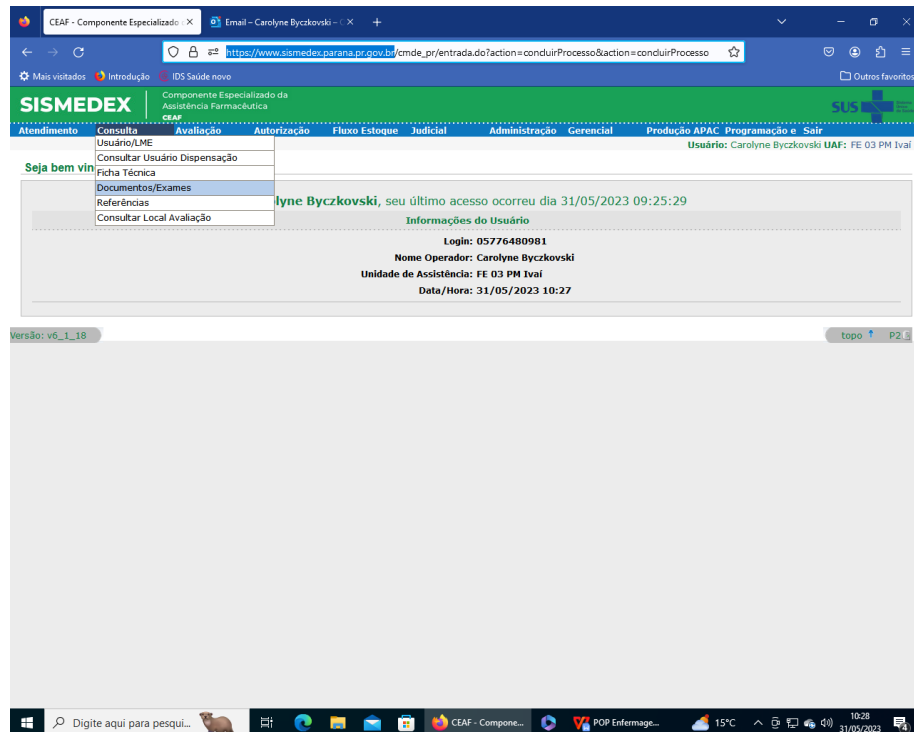 CEAF - Componente Especializado d
Email – Carolyne Byczkovski – O
https://www.sismedex.parana.pr.gov.br/cmde_pr/entrada.do?action=concluirProcesso&action=concluirProcesso
Mais visitados Introdução IDS Saúde novo Outros favoritos
SISMEDEX
Componente Especializado da
Assistência Farmacêutica
CEAF
SUS
Atendimento Consulta Avaliação Autorização Fluxo Estoque Judicial Administração Gerencial Produção APAC Programação e Sair
Usuário: Carolyne Byczkovski UAF: FE 03 PM Ivaí
Usuário/LME
Consultar Usuário Dispensação
Seja bem vin
Ficha Técnica
Documentos/Exames
Referências
Consultar Local Avaliação
lyne Byczkovski, seu último acesso ocorreu dia 31/05/2023 09:25:29
Informações do Usuário
Login: 05776480981
Nome Operador: Carolyne Byczkovski
Unidade de Assistência: FE 03 PM Ivaí
Data/Hora: 31/05/2023 10:27
Versão: v6_1_18 topo P2
Digite aqui para pesqui... CEAF - Compone... POP Enfermage... 15°C 10:28
31/05/2023